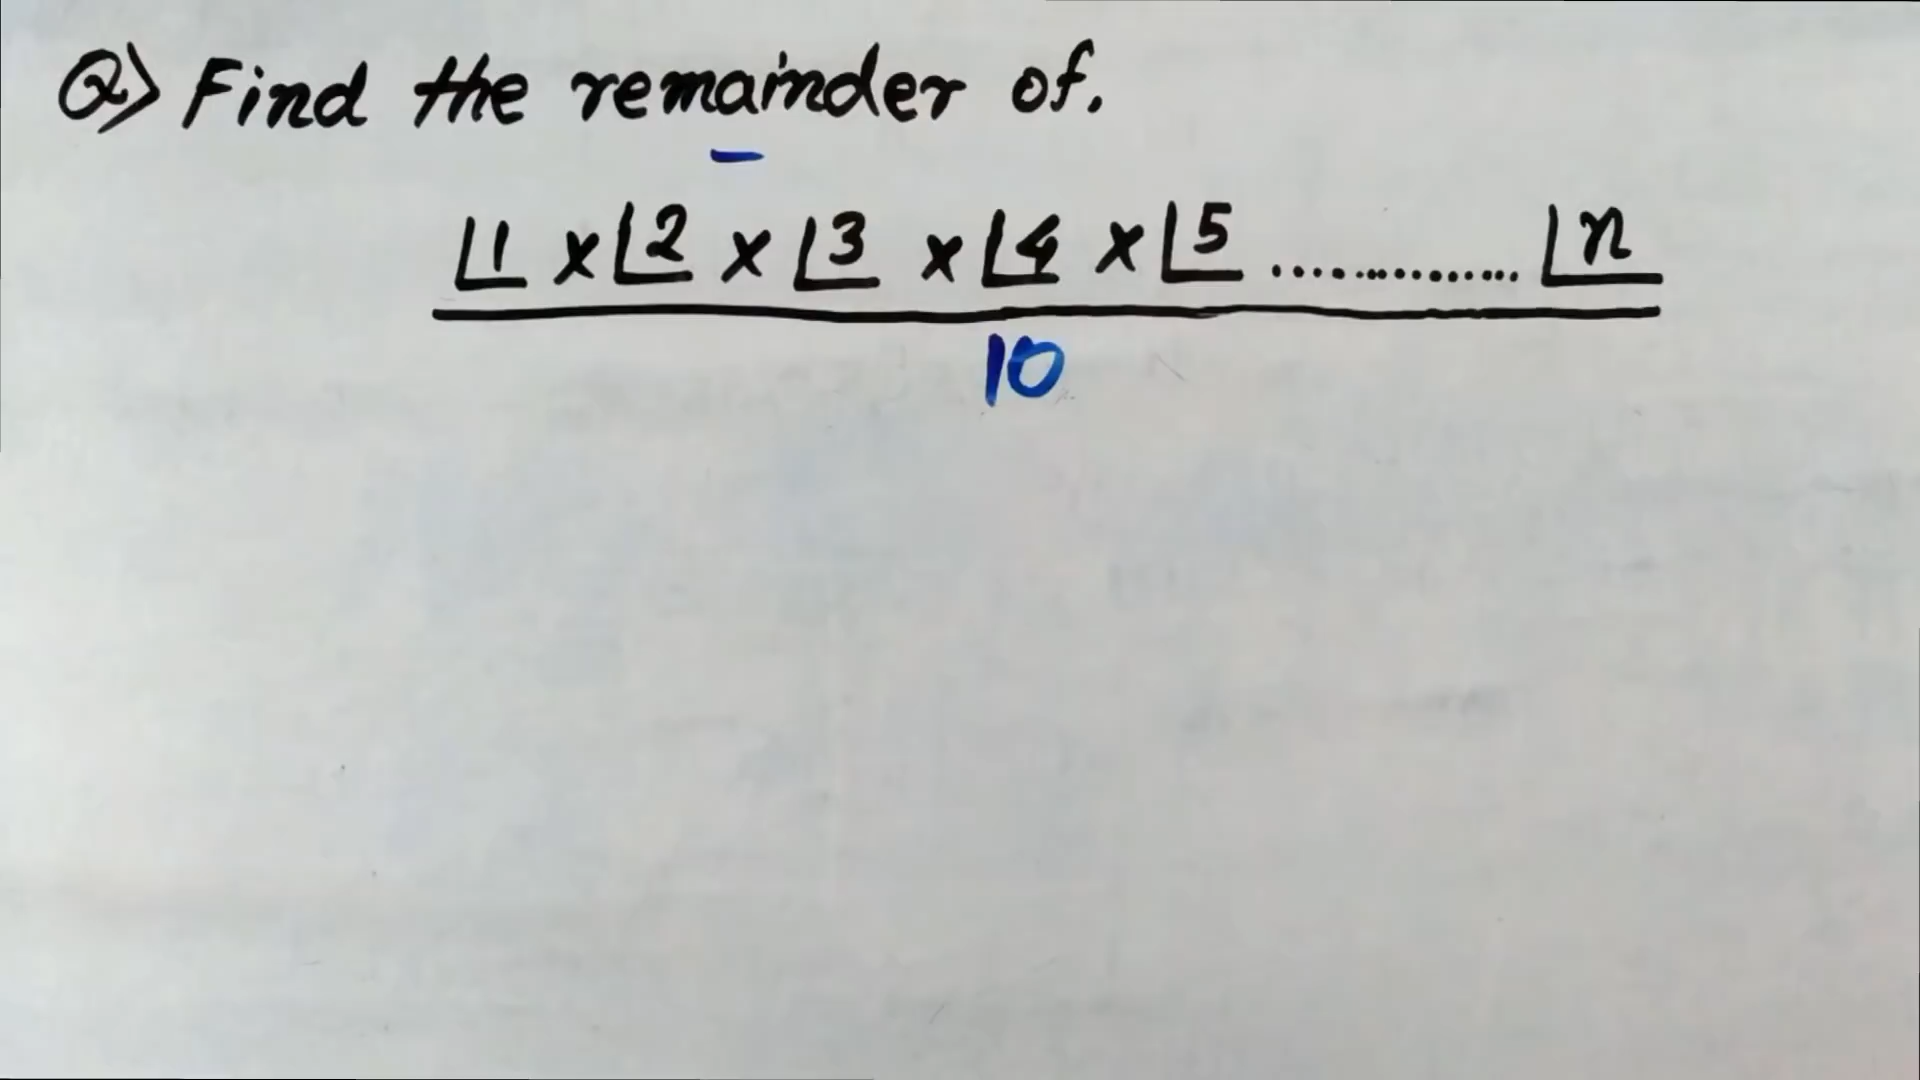 Q) Find the remainder of.
⌊1 × ⌊2 × ⌊3 × ⌊4 × ⌊5 ................ ⌊n
10